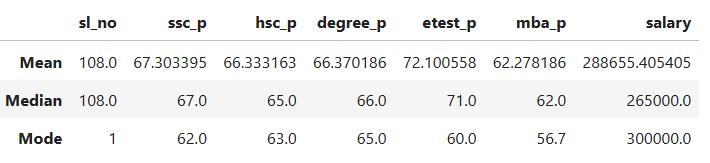 sl_no ssc_p hsc_p degree_p etest_p mba_p salary
Mean 108.0 67.303395 66.333163 66.370186 72.100558 62.278186 288655.405405
Median 108.0 67.0 65.0 66.0 71.0 62.0 265000.0
Mode 1 62.0 63.0 65.0 60.0 56.7 300000.0